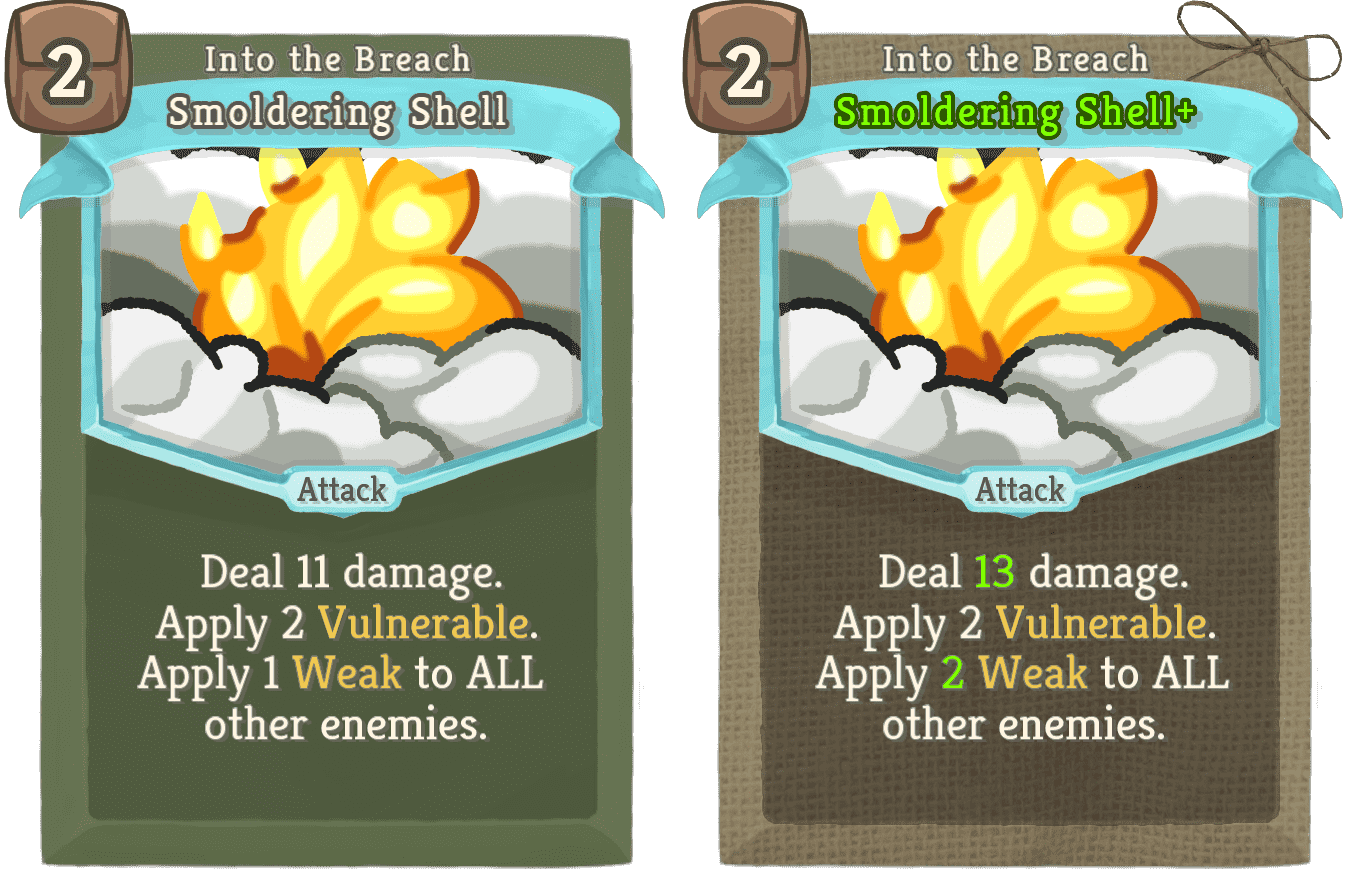 2
Into the Breach
Smoldering Shell
Attack
Deal 11 damage.
Apply 2 Vulnerable.
Apply 1 Weak to ALL
other enemies.
2
Into the Breach
Smoldering Shell+
Attack
Deal 13 damage.
Apply 2 Vulnerable.
Apply 2 Weak to ALL
other enemies.